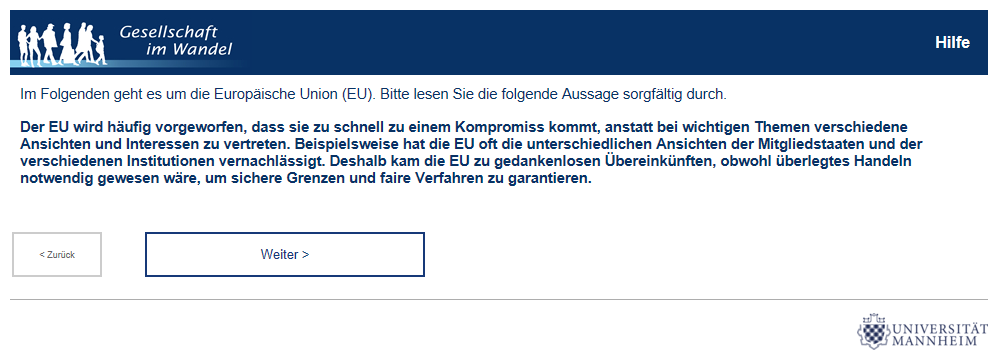 Gesellschaft
im Wandel
Hilfe
Im Folgenden geht es um die Europäische Union (EU). Bitte lesen Sie die folgende Aussage sorgfältig durch.
Der EU wird häufig vorgeworfen, dass sie zu schnell zu einem Kompromiss kommt, anstatt bei wichtigen Themen verschiedene
Ansichten und Interessen zu vertreten. Beispielsweise hat die EU oft die unterschiedlichen Ansichten der Mitgliedstaaten und der
verschiedenen Institutionen vernachlässigt. Deshalb kam die EU zu gedankenlosen Übereinkünften, obwohl überlegtes Handeln
notwendig gewesen wäre, um sichere Grenzen und faire Verfahren zu garantieren.
< Zurück
Weiter >
UNIVERSITÄT
MANNHEIM